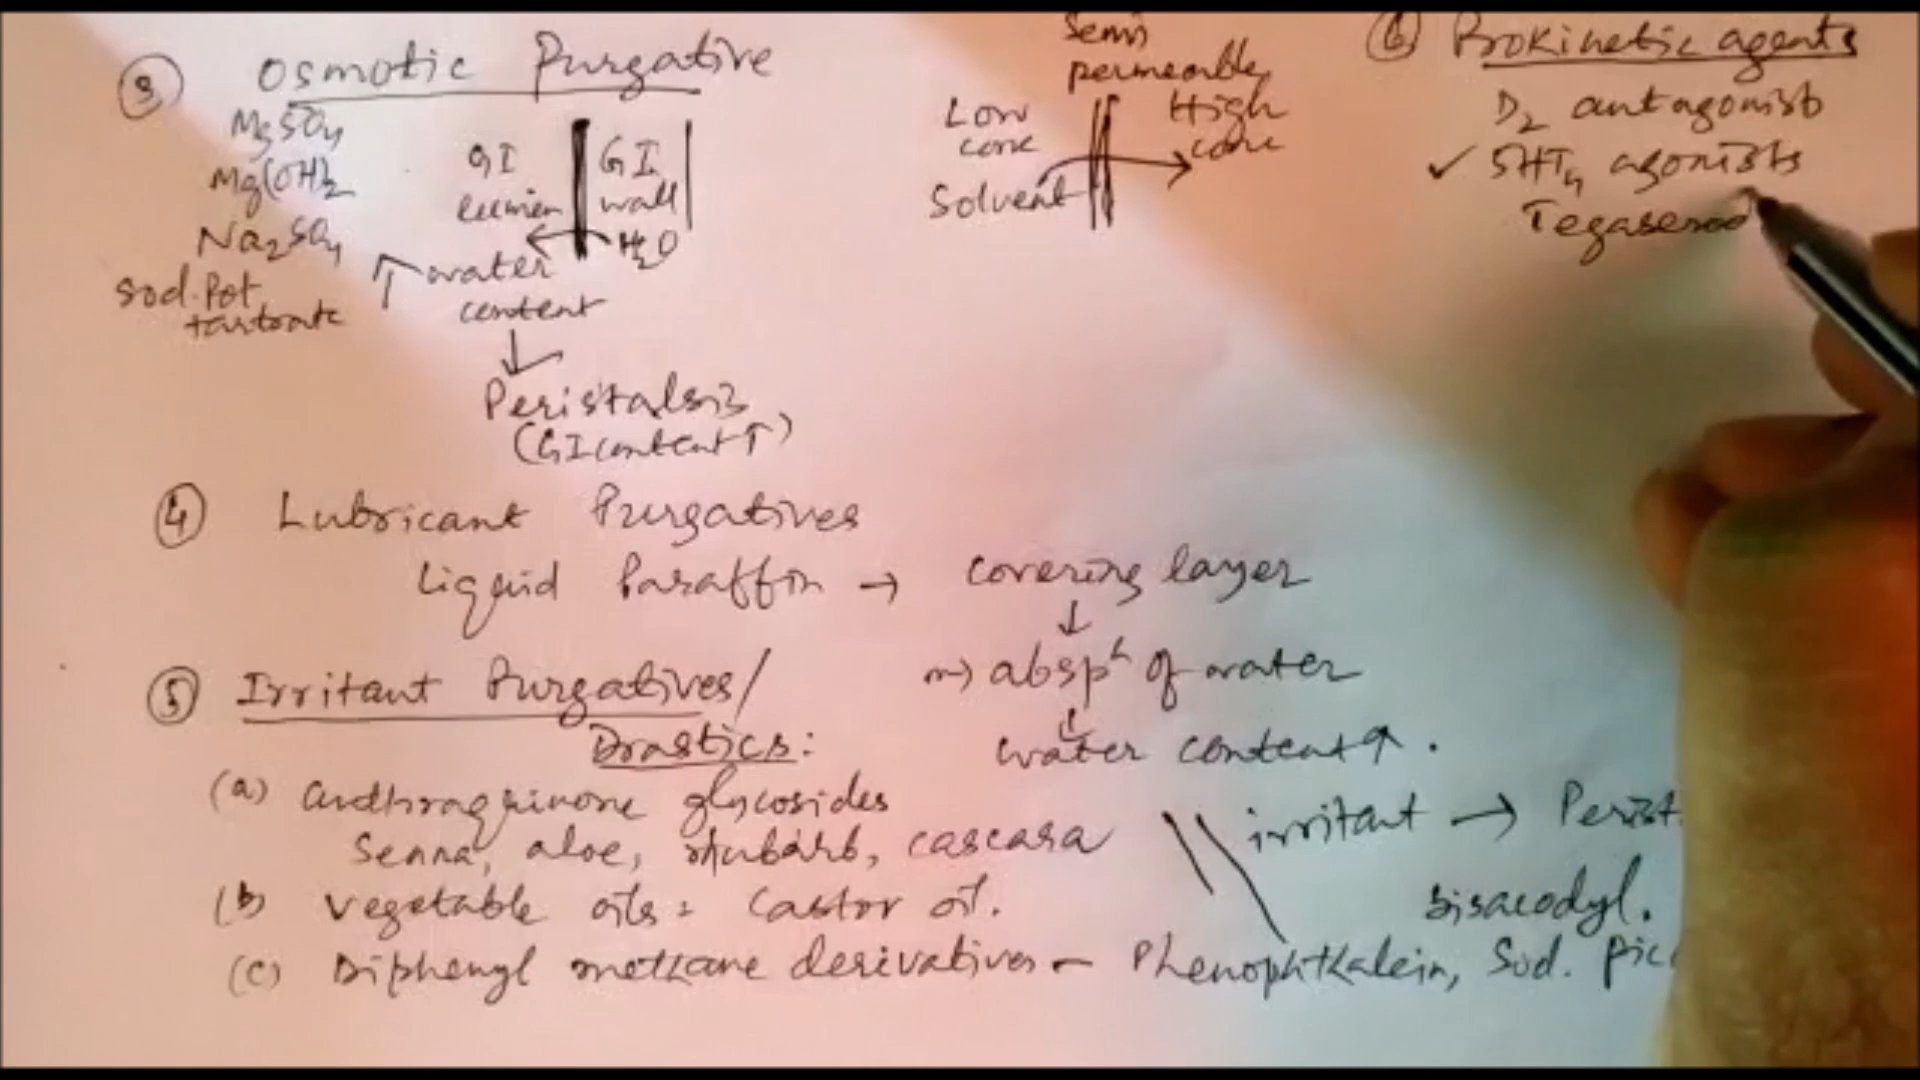 3 Osmotic Purgative
MgSO4
Mg(OH)2
Na2SO4
Sod. Pot
tartrate
GI
lumen
GI
wall
H2O
↑ water
content
↓
Peristalsis
(GI content ↑)
Semi
permeable
Low
conc
Solvent
High
conc
6 Prokinetic agents
D2 antagonist
✓ 5HT4 agonists
Tegaserod
4 Lubricant Purgatives
Liquid Paraffin → covering layer
↓
abspn of water
↓
water content ↑.
5 Irritant Purgatives/
Drastics:
(a) anthraquinone glycosides
Senna, aloe, rhubarb, cascara
irritant → Perist
(b) vegetable oils = Castor oil.
Bisacodyl.
(c) Diphenyl methane derivatives - Phenophthalein, Sod. pic